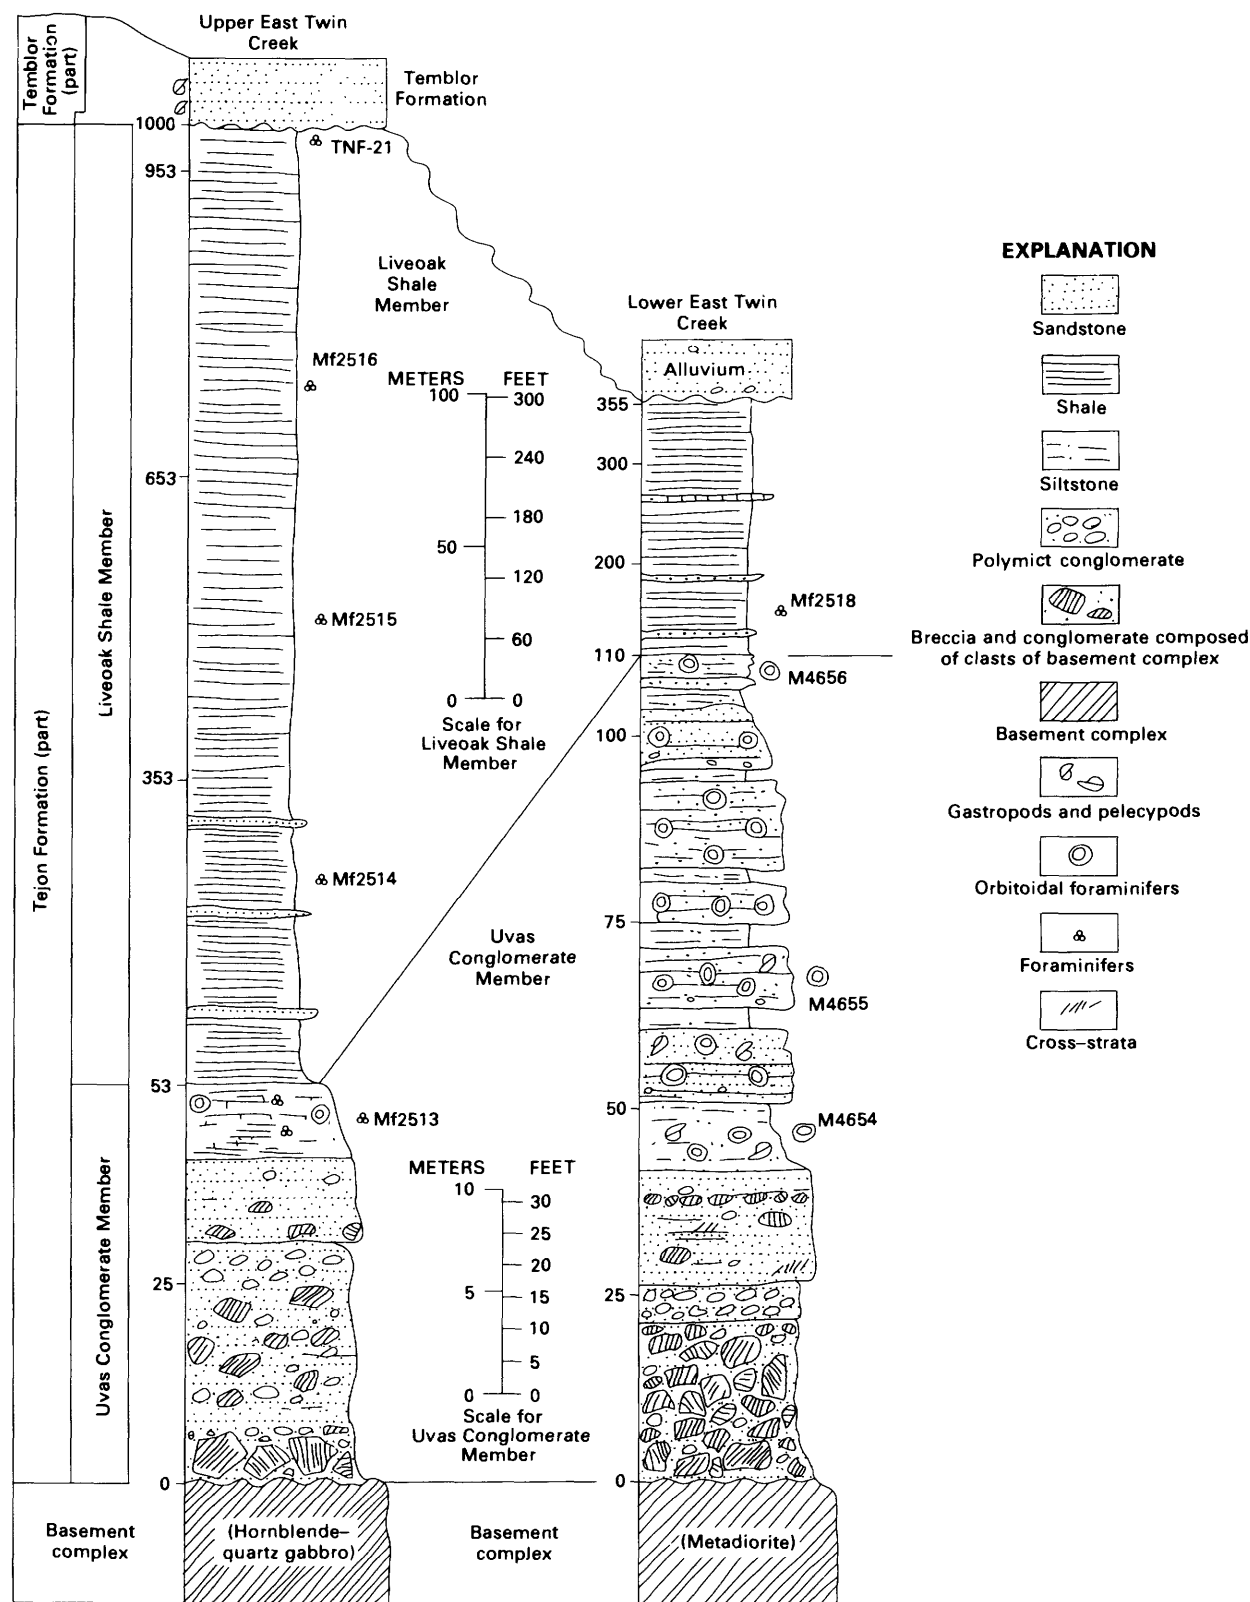 Temblor
Formation
(part)
Upper East Twin
Creek
Temblor
Formation
1000
TNF-21
953
Liveoak
Shale
Member
Mf2516
653
Mf2515
353
Mf2514
53
Mf2513
25
0
Tejon Formation (part)
Liveoak Shale Member
Uvas Conglomerate Member
Basement
complex
(Hornblende–
quartz gabbro)
METERS FEET
100 300
240
180
50
120
60
0 0
Scale for
Liveoak Shale
Member
Uvas
Conglomerate
Member
METERS FEET
10
30
25
20
5
15
10
5
0 0
Scale for
Uvas Conglomerate
Member
Basement
complex
Lower East Twin
Creek
Alluvium
355
300
200
Mf2518
110
M4656
100
75
M4655
50
M4654
25
0
(Metadiorite)
EXPLANATION
Sandstone
Shale
Siltstone
Polymict conglomerate
Breccia and conglomerate composed
of clasts of basement complex
Basement complex
Gastropods and pelecypods
Orbitoidal foraminifers
Foraminifers
Cross–strata